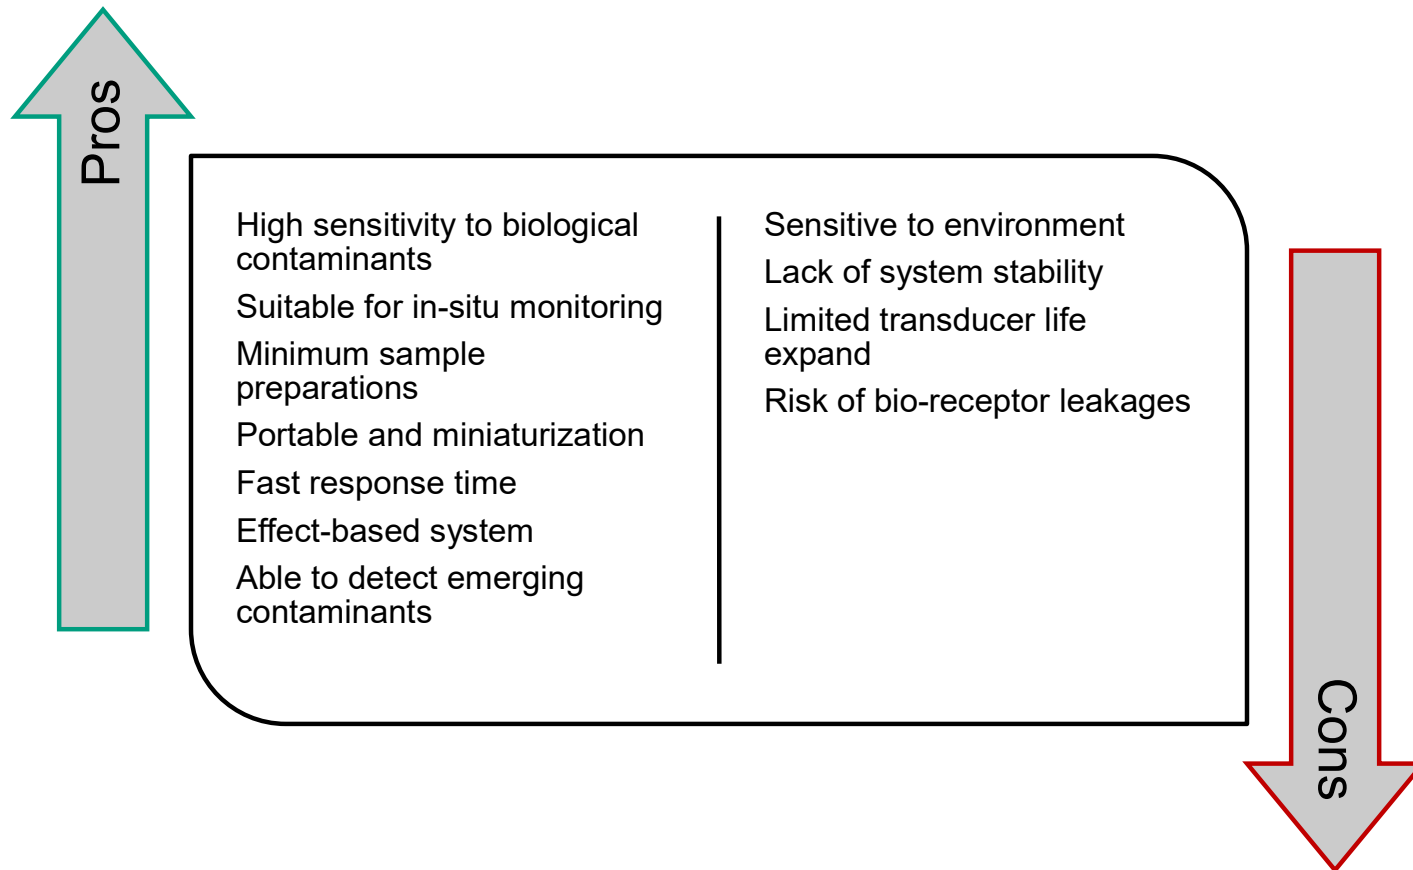 Pros
High sensitivity to biological
contaminants
Suitable for in-situ monitoring
Minimum sample
preparations
Portable and miniaturization
Fast response time
Effect-based system
Able to detect emerging
contaminants
Sensitive to environment
Lack of system stability
Limited transducer life
expand
Risk of bio-receptor leakages
Cons